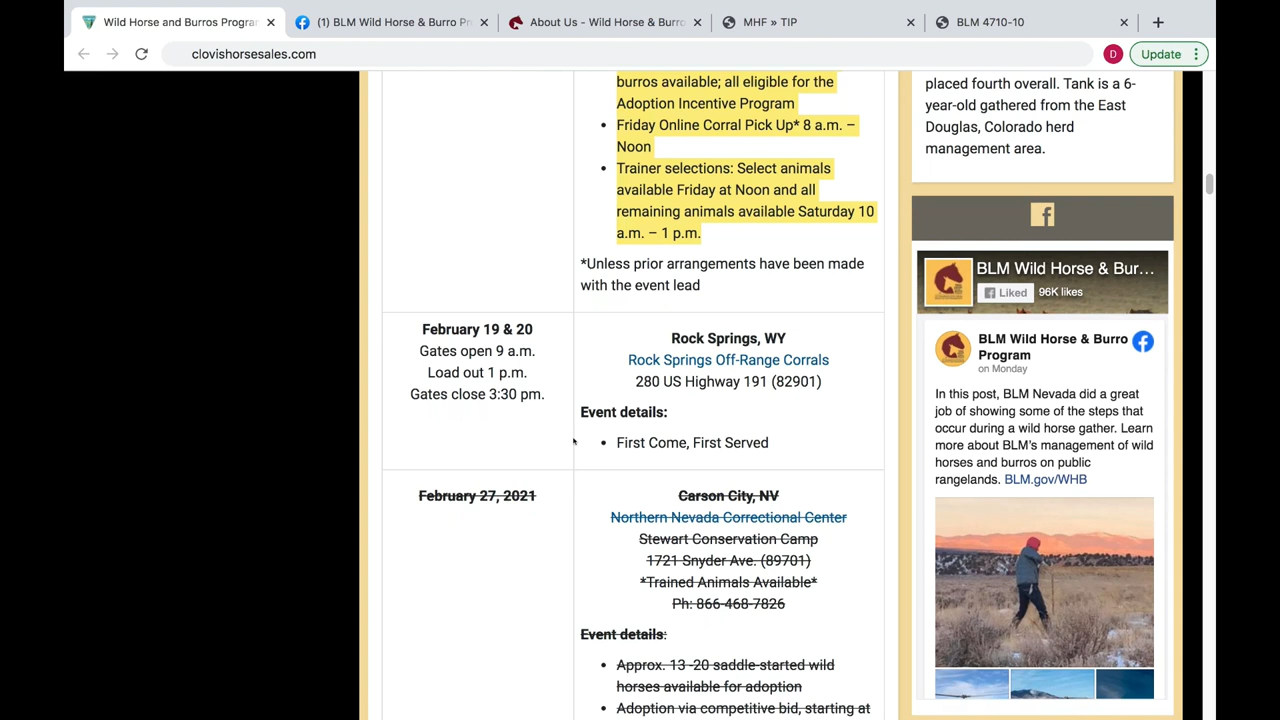 Wild Horse and Burros Progran
(1) BLM Wild Horse & Burro Pr
About Us - Wild Horse & Burro
MHF » TIP
BLM 4710-10
clovishorsesales.com
D
Update
burros available; all eligible for the
Adoption Incentive Program
Friday Online Corral Pick Up* 8 a.m. –
Noon
Trainer selections: Select animals
available Friday at Noon and all
remaining animals available Saturday 10
a.m. – 1 p.m.
*Unless prior arrangements have been made
with the event lead
February 19 & 20
Gates open 9 a.m.
Load out 1 p.m.
Gates close 3:30 pm.
Rock Springs, WY
Rock Springs Off-Range Corrals
280 US Highway 191 (82901)
Event details:
First Come, First Served
February 27, 2021
Carson City, NV
Northern Nevada Correctional Center
Stewart Conservation Camp
1721 Snyder Ave. (89701)
*Trained Animals Available*
Ph: 866-468-7826
Event details:
Approx. 13 -20 saddle-started wild
horses available for adoption
Adoption via competitive bid, starting at
placed fourth overall. Tank is a 6-
year-old gathered from the East
Douglas, Colorado herd
management area.
BLM Wild Horse & Bur...
Liked 96K likes
BLM Wild Horse & Burro
Program
on Monday
In this post, BLM Nevada did a great
job of showing some of the steps that
occur during a wild horse gather. Learn
more about BLM's management of wild
horses and burros on public
rangelands. BLM.gov/WHB